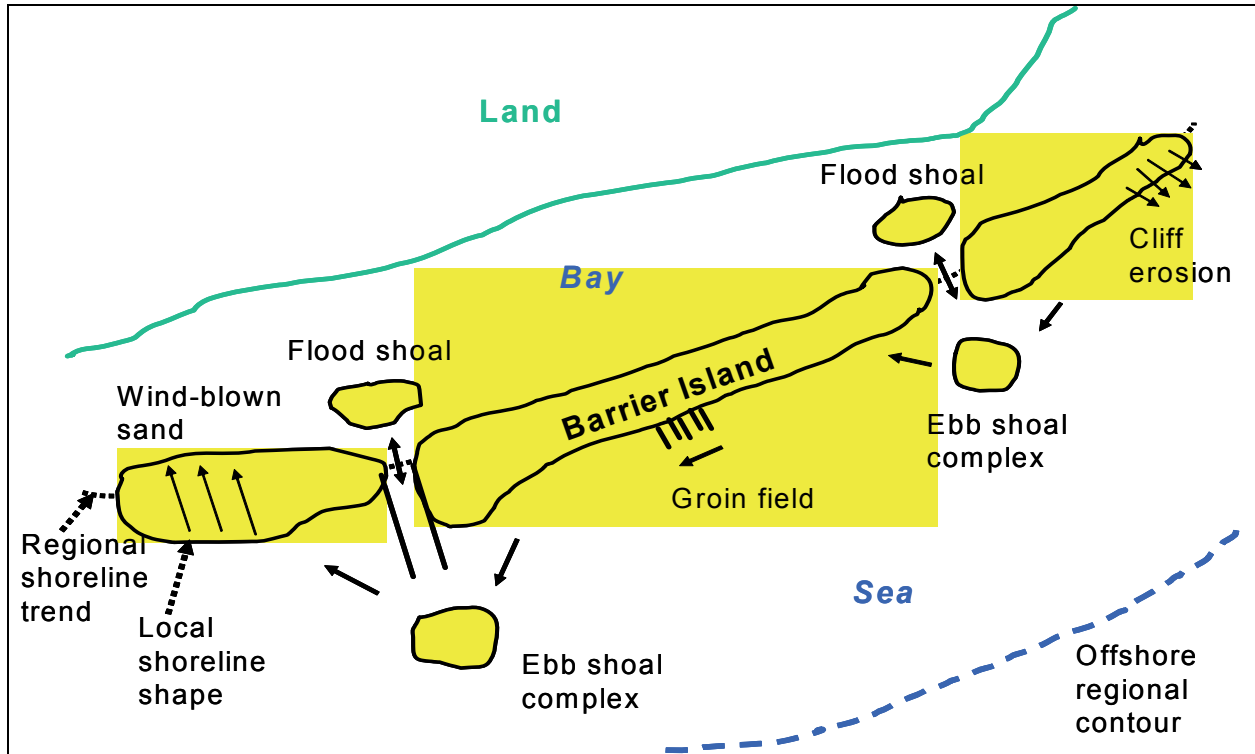 Land
Flood shoal
Cliff
erosion
Bay
Flood shoal
Wind-blown
sand
Barrier Island
Ebb shoal
complex
Groin field
Regional
shoreline
trend
Local
shoreline
shape
Sea
Ebb shoal
complex
Offshore
regional
contour